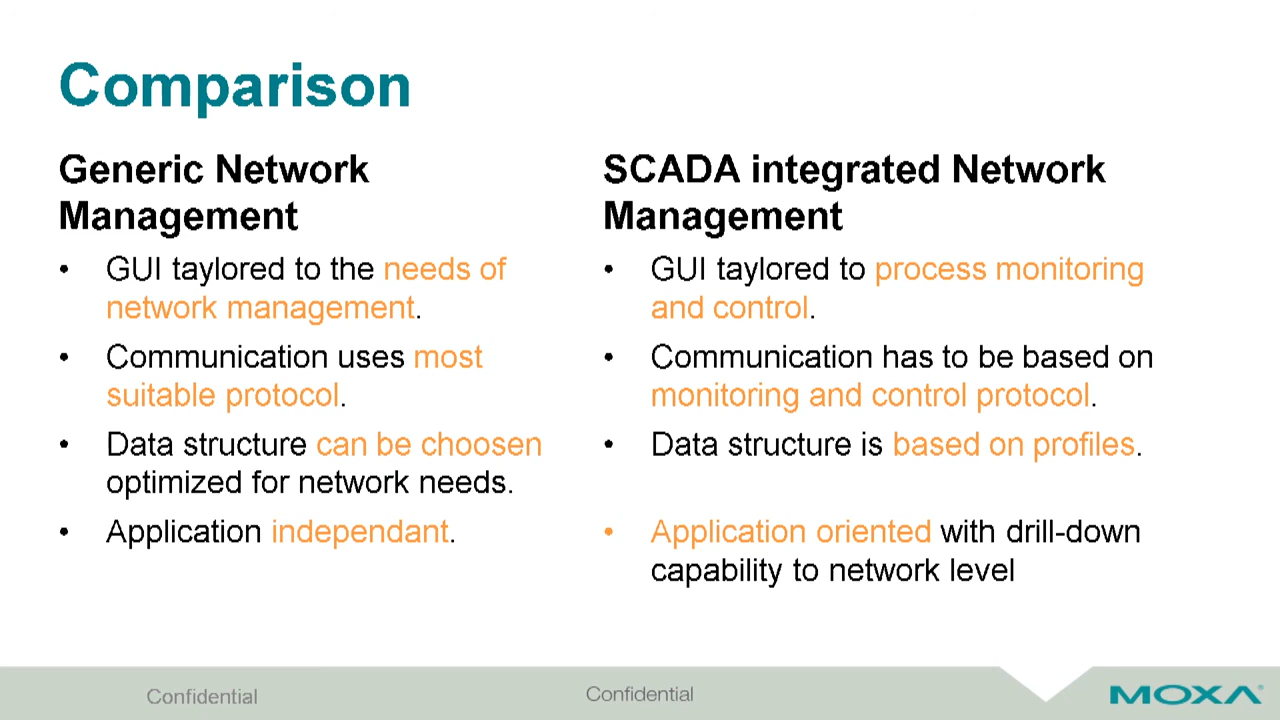 Comparison
Generic Network
Management
• GUI taylored to the needs of
network management.
• Communication uses most
suitable protocol.
• Data structure can be choosen
optimized for network needs.
• Application independant.
SCADA integrated Network
Management
• GUI taylored to process monitoring
and control.
• Communication has to be based on
monitoring and control protocol.
• Data structure is based on profiles.
• Application oriented with drill-down
capability to network level
Confidential
Confidential
MOXA®